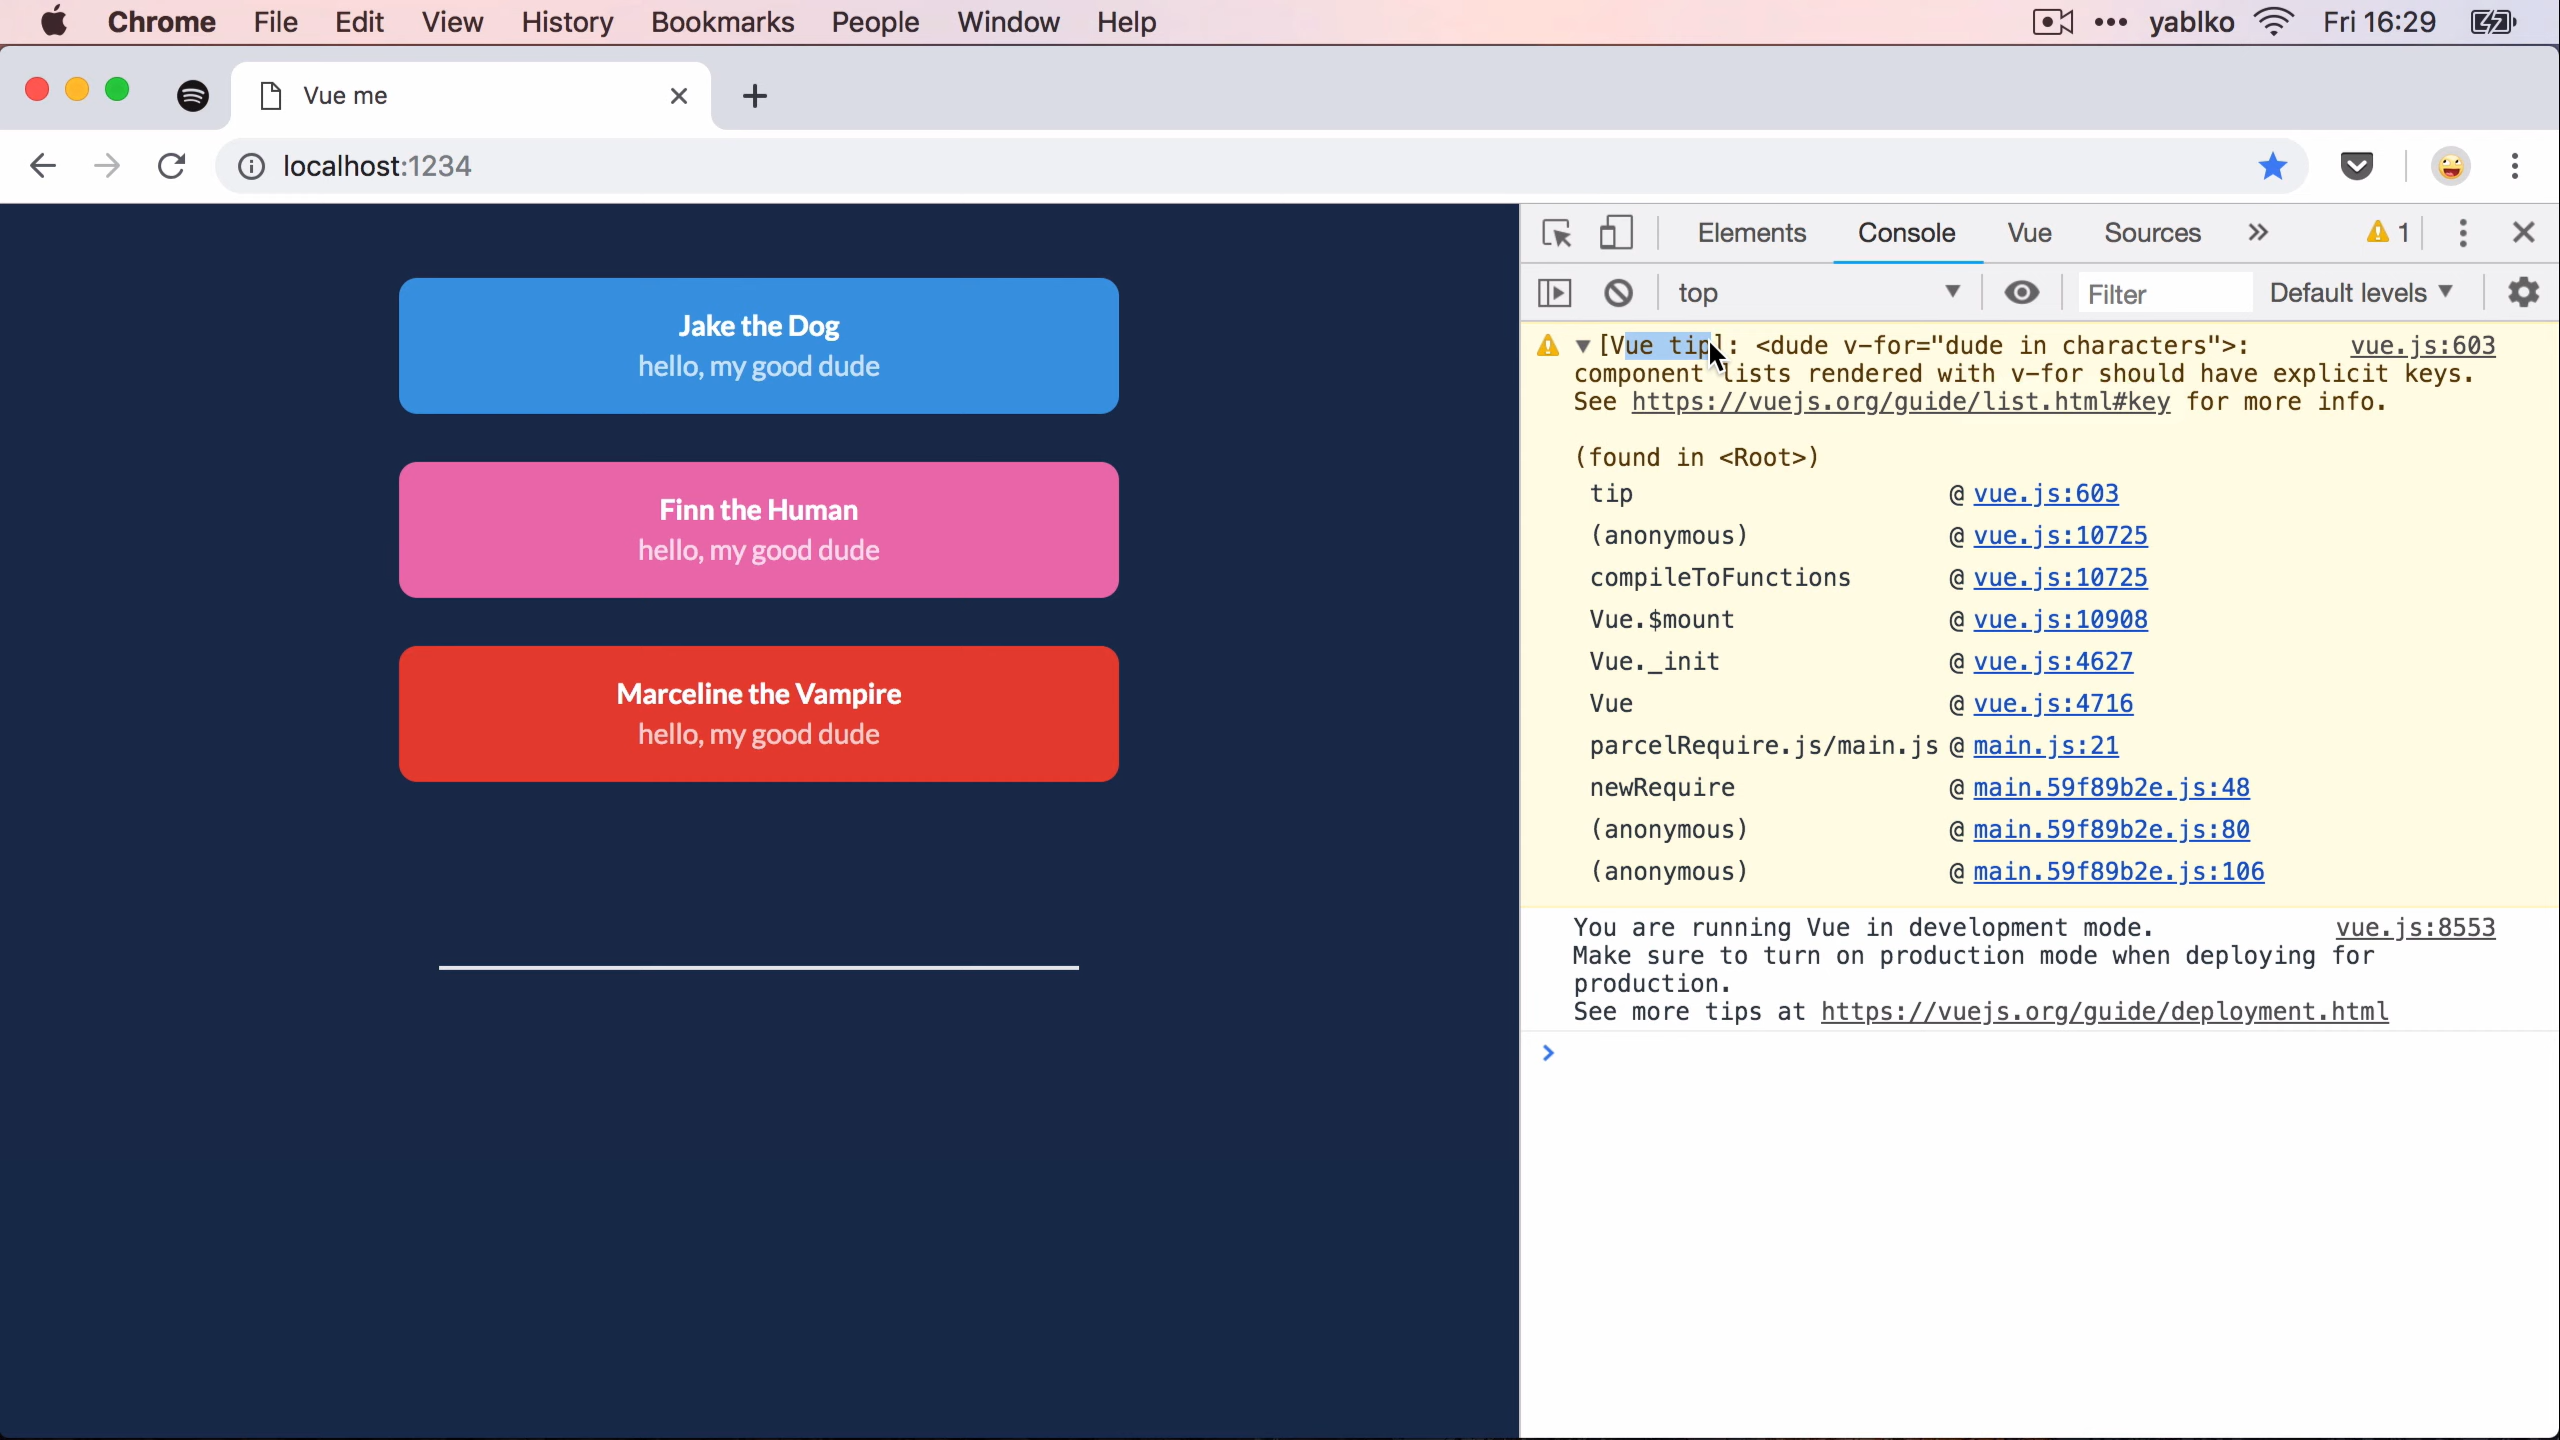 Chrome File Edit View History Bookmarks People Window Help yablko Fri 16:29
Vue me
localhost:1234
Elements Console Vue Sources 1
top Filter Default levels
Jake the Dog
hello, my good dude
Finn the Human
hello, my good dude
Marceline the Vampire
hello, my good dude
[Vue tip]: <dude v-for="dude in characters">: vue.js:603
component lists rendered with v-for should have explicit keys.
See https://vuejs.org/guide/list.html#key for more info.
(found in <Root>)
tip @ vue.js:603
(anonymous) @ vue.js:10725
compileToFunctions @ vue.js:10725
Vue.$mount @ vue.js:10908
Vue._init @ vue.js:4627
Vue @ vue.js:4716
parcelRequire.js/main.js @ main.js:21
newRequire @ main.59f89b2e.js:48
(anonymous) @ main.59f89b2e.js:80
(anonymous) @ main.59f89b2e.js:106
You are running Vue in development mode. vue.js:8553
Make sure to turn on production mode when deploying for
production.
See more tips at https://vuejs.org/guide/deployment.html